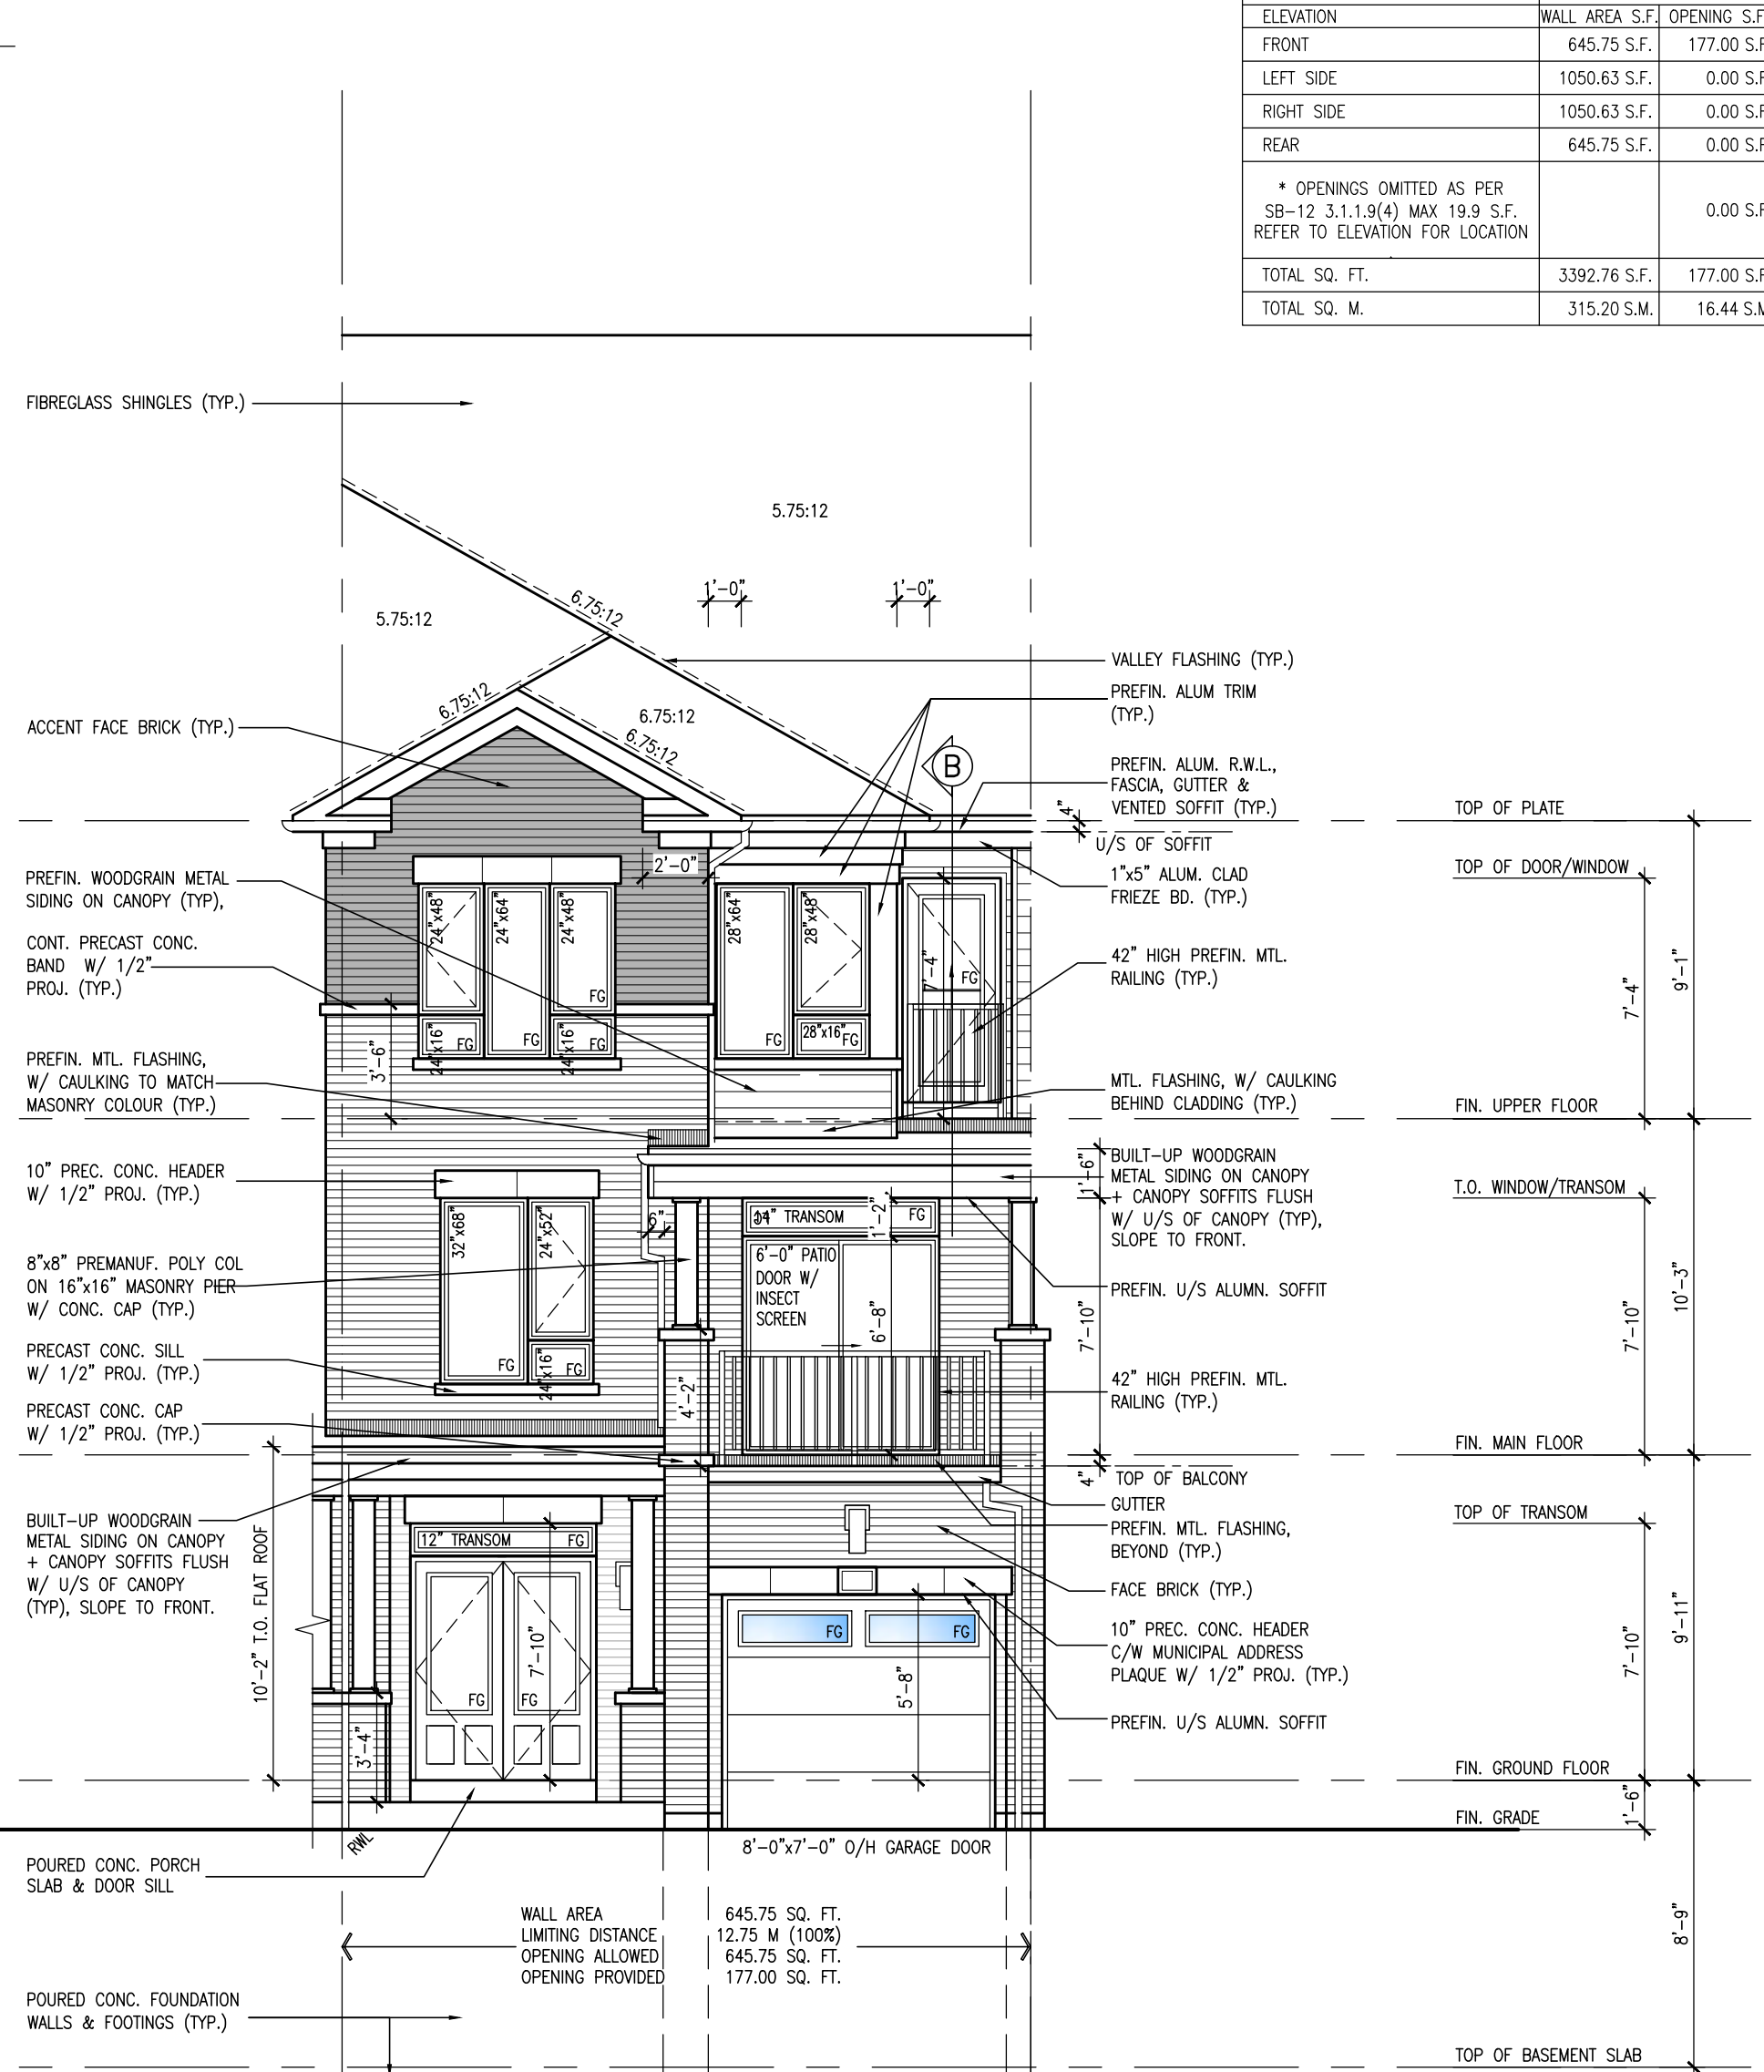 ELEVATION WALL AREA S.F. OPENING S.F
FRONT 645.75 S.F. 177.00 S.F
LEFT SIDE 1050.63 S.F. 0.00 S.F
RIGHT SIDE 1050.63 S.F. 0.00 S.F
REAR 645.75 S.F. 0.00 S.F
* OPENINGS OMITTED AS PER
SB-12 3.1.1.9(4) MAX 19.9 S.F.
REFER TO ELEVATION FOR LOCATION
0.00 S.F
TOTAL SQ. FT. 3392.76 S.F. 177.00 S.F
TOTAL SQ. M. 315.20 S.M. 16.44 S.M
FIBREGLASS SHINGLES (TYP.)
5.75:12
5.75:12
6.75:12
1'-0"
1'-0"
6.75:12
6.75:12
6.75:12
ACCENT FACE BRICK (TYP.)
PREFIN. WOODGRAIN METAL
SIDING ON CANOPY (TYP),
CONT. PRECAST CONC.
BAND W/ 1/2"
PROJ. (TYP.)
PREFIN. MTL. FLASHING,
W/ CAULKING TO MATCH
MASONRY COLOUR (TYP.)
10" PREC. CONC. HEADER
W/ 1/2" PROJ. (TYP.)
8"x8" PREMANUF. POLY COL
ON 16"x16" MASONRY PIER
W/ CONC. CAP (TYP.)
PRECAST CONC. SILL
W/ 1/2" PROJ. (TYP.)
PRECAST CONC. CAP
W/ 1/2" PROJ. (TYP.)
BUILT-UP WOODGRAIN
METAL SIDING ON CANOPY
+ CANOPY SOFFITS FLUSH
W/ U/S OF CANOPY
(TYP), SLOPE TO FRONT.
POURED CONC. PORCH
SLAB & DOOR SILL
POURED CONC. FOUNDATION
WALLS & FOOTINGS (TYP.)
2'-0"
24"x48"
24"x64"
24"x48"
FG
24"x16"
FG
FG
24"x16"
FG
3'-6"
28"x64"
28"x48"
FG
28"x16"
FG
7'-4"
FG
B
32"x68"
24"x52"
FG
24"x16"
FG
6"
14" TRANSOM
FG
1'-2"
6'-0" PATIO
DOOR W/
INSECT
SCREEN
6'-8"
4'-2"
10'-2" T.O. FLAT ROOF
12" TRANSOM
FG
7'-10"
FG
FG
3'-4"
RWL
FG
FG
5'-8"
8'-0"x7'-0" O/H GARAGE DOOR
VALLEY FLASHING (TYP.)
PREFIN. ALUM TRIM
(TYP.)
PREFIN. ALUM. R.W.L.,
FASCIA, GUTTER &
VENTED SOFFIT (TYP.)
4"
U/S OF SOFFIT
1"x5" ALUM. CLAD
FRIEZE BD. (TYP.)
42" HIGH PREFIN. MTL.
RAILING (TYP.)
MTL. FLASHING, W/ CAULKING
BEHIND CLADDING (TYP.)
1'-6"
BUILT-UP WOODGRAIN
METAL SIDING ON CANOPY
+ CANOPY SOFFITS FLUSH
W/ U/S OF CANOPY (TYP),
SLOPE TO FRONT.
PREFIN. U/S ALUMN. SOFFIT
7'-10"
42" HIGH PREFIN. MTL.
RAILING (TYP.)
4"
TOP OF BALCONY
GUTTER
PREFIN. MTL. FLASHING,
BEYOND (TYP.)
FACE BRICK (TYP.)
10" PREC. CONC. HEADER
C/W MUNICIPAL ADDRESS
PLAQUE W/ 1/2" PROJ. (TYP.)
PREFIN. U/S ALUMN. SOFFIT
TOP OF PLATE
TOP OF DOOR/WINDOW
7'-4"
9'-1"
FIN. UPPER FLOOR
T.O. WINDOW/TRANSOM
7'-10"
10'-3"
FIN. MAIN FLOOR
TOP OF TRANSOM
7'-10"
9'-11"
FIN. GROUND FLOOR
1'-6"
FIN. GRADE
8'-9"
TOP OF BASEMENT SLAB
WALL AREA 645.75 SQ. FT.
LIMITING DISTANCE 12.75 M (100%)
OPENING ALLOWED 645.75 SQ. FT.
OPENING PROVIDED 177.00 SQ. FT.